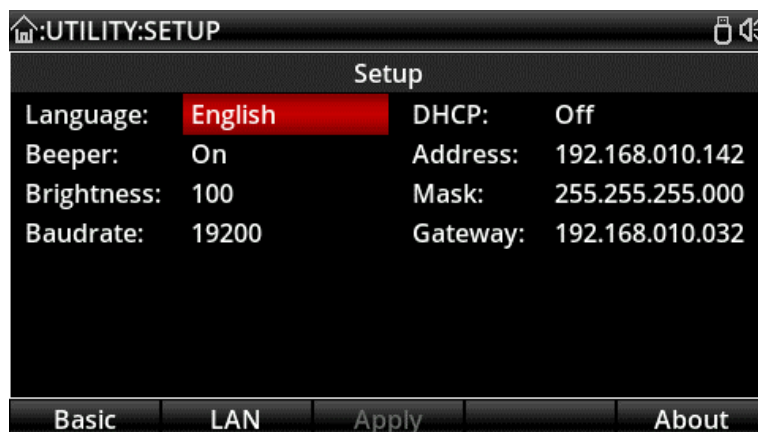 :UTILITY:SETUP
Setup
Language: English DHCP: Off
Beeper: On Address: 192.168.010.142
Brightness: 100 Mask: 255.255.255.000
Baudrate: 19200 Gateway: 192.168.010.032
Basic LAN Apply About